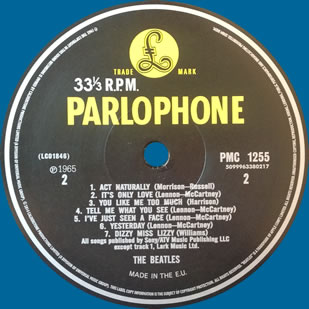 £
TRADE MARK
33⅓ R.P.M.
PARLOPHONE
(LC01846)
PMC 1255
5099963380217
℗1965
2
2
1. ACT NATURALLY (Morrison—Russell)
2. IT'S ONLY LOVE (Lennon—McCartney)
3. YOU LIKE ME TOO MUCH (Harrison)
4. TELL ME WHAT YOU SEE (Lennon—McCartney)
5. I'VE JUST SEEN A FACE (Lennon—McCartney)
6. YESTERDAY (Lennon—McCartney)
7. DIZZY MISS LIZZY (Williams)
All songs published by Sony/ATV Music Publishing LLC
except track 1, Lark Music Ltd.
THE BEATLES
MADE IN THE E.U.